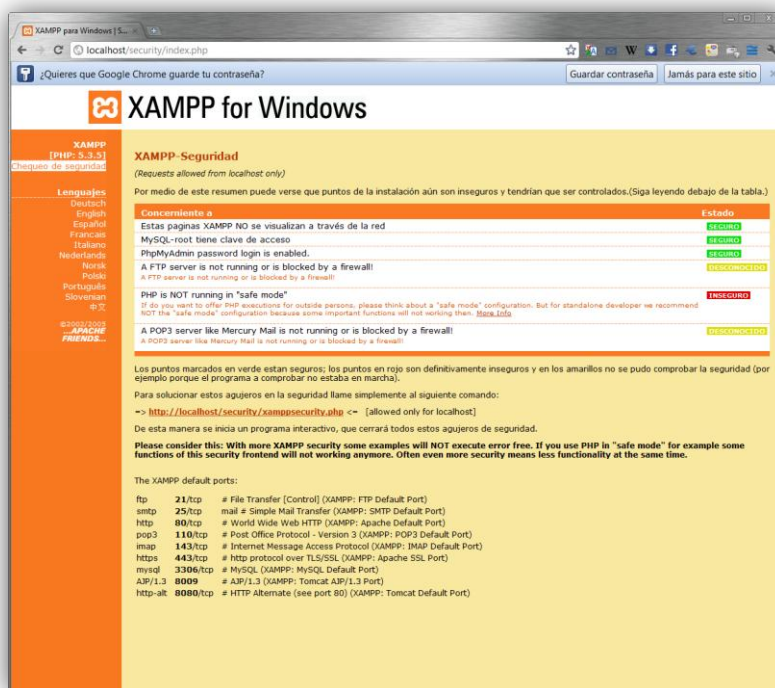 XAMPP para Windows | S...
localhost/security/index.php
¿Quieres que Google Chrome guarde tu contraseña?
Guardar contraseña
Jamás para este sitio
XAMPP for Windows
XAMPP
[PHP: 5.3.5]
Chequeo de seguridad
Lenguajes
Deutsch
English
Español
Francais
Italiano
Nederlands
Norsk
Polski
Português
Slovenian
中文
©2002/2005
...APACHE
FRIENDS...
XAMPP-Seguridad
(Requests allowed from localhost only)
Por medio de este resumen puede verse que puntos de la instalación aún son inseguros y tendrían que ser controlados.(Siga leyendo debajo de la tabla.)
Concerniente a Estado
Estas paginas XAMPP NO se visualizan a través de la red SEGURO
MySQL-root tiene clave de acceso SEGURO
PhpMyAdmin password login is enabled. SEGURO
A FTP server is not running or is blocked by a firewall! DESCONOCIDO
A FTP server is not running or is blocked by a firewall!
PHP is NOT running in "safe mode" INSEGURO
If do you want to offer PHP executions for outside persons, please think about a "safe mode" configuration. But for standalone developer we recommend
NOT the "safe mode" configuration because some important functions will not working then. More Info
A POP3 server like Mercury Mail is not running or is blocked by a firewall! DESCONOCIDO
A POP3 server like Mercury Mail is not running or is blocked by a firewall!
Los puntos marcados en verde estan seguros; los puntos en rojo son definitivamente inseguros y en los amarillos no se pudo comprobar la seguridad (por
ejemplo porque el programa a comprobar no estaba en marcha).
Para solucionar estos agujeros en la seguridad llame simplemente al siguiente comando:
=> http://localhost/security/xamppsecurity.php <= [allowed only for localhost]
De esta manera se inicia un programa interactivo, que cerrará todos estos agujeros de seguridad.
Please consider this: With more XAMPP security some examples will NOT execute error free. If you use PHP in "safe mode" for example some
functions of this security frontend will not working anymore. Often even more security means less functionality at the same time.
The XAMPP default ports:
ftp 21/tcp # File Transfer [Control] (XAMPP: FTP Default Port)
smtp 25/tcp mail # Simple Mail Transfer (XAMPP: SMTP Default Port)
http 80/tcp # World Wide Web HTTP (XAMPP: Apache Default Port)
pop3 110/tcp # Post Office Protocol - Version 3 (XAMPP: POP3 Default Port)
imap 143/tcp # Internet Message Access Protocol (XAMPP: IMAP Default Port)
https 443/tcp # http protocol over TLS/SSL (XAMPP: Apache SSL Port)
mysql 3306/tcp # MySQL (XAMPP: MySQL Default Port)
AJP/1.3 8009 # AJP/1.3 (XAMPP: Tomcat AJP/1.3 Port)
http-alt 8080/tcp # HTTP Alternate (see port 80) (XAMPP: Tomcat Default Port)